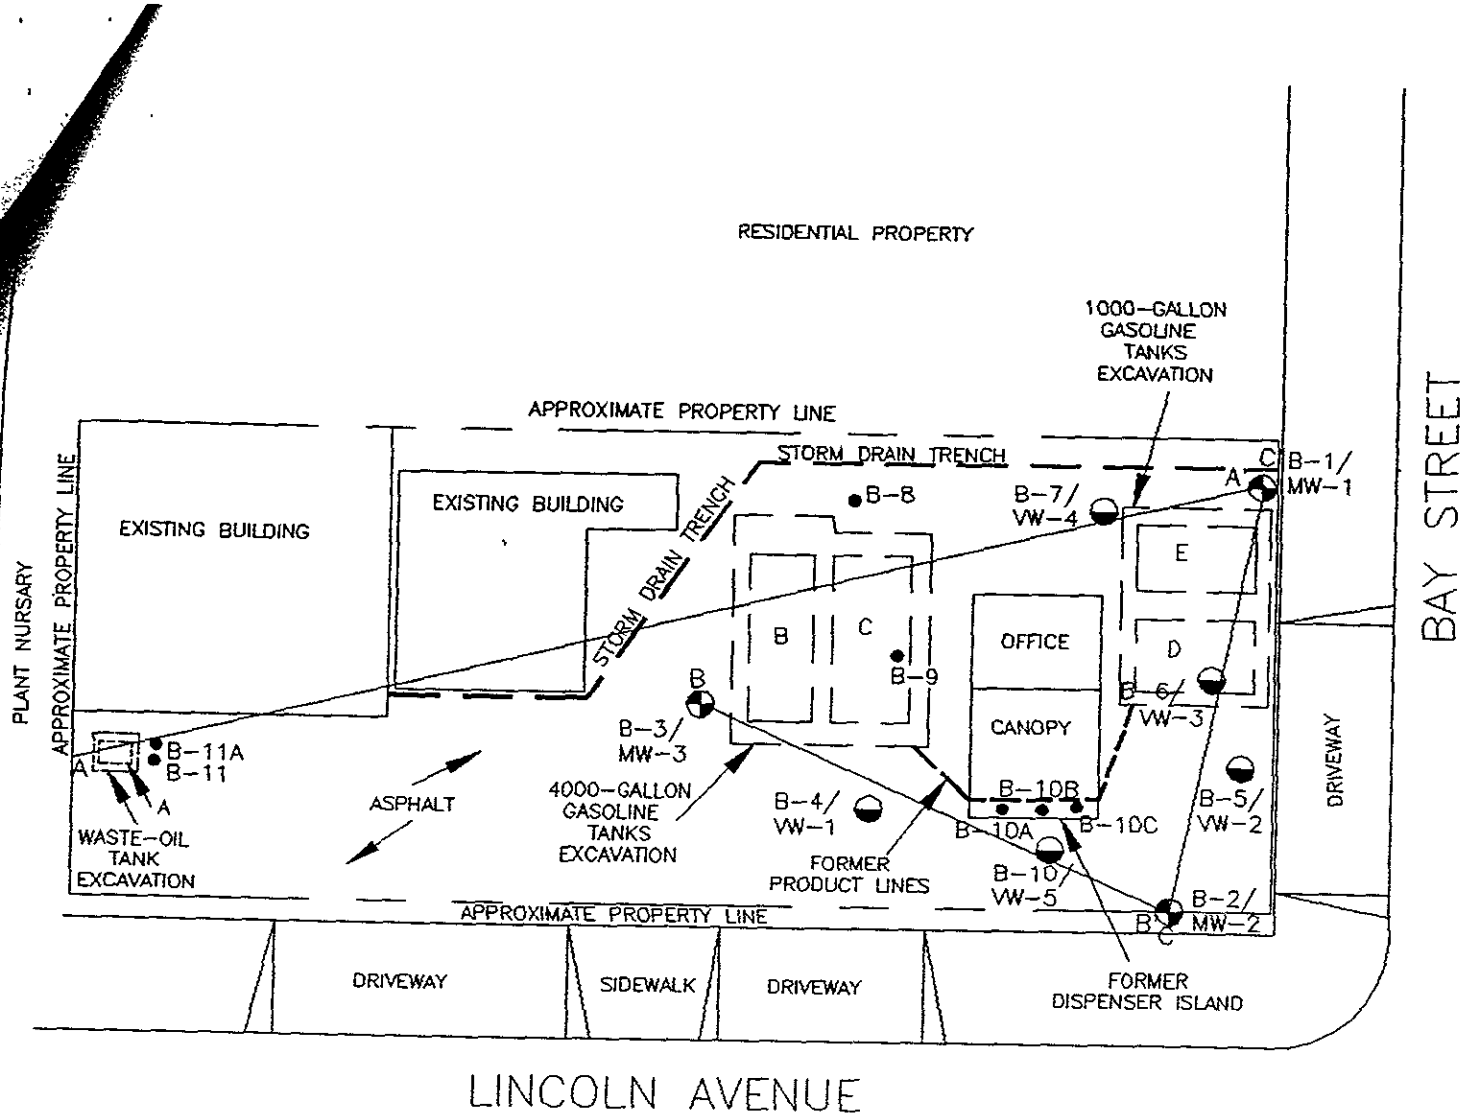 RESIDENTIAL PROPERTY
1000-GALLON
GASOLINE
TANKS
EXCAVATION
BAY STREET
APPROXIMATE PROPERTY LINE
STORM DRAIN TRENCH
C
B-1/
MW-1
A
B-7/
VW-4
B-8
EXISTING BUILDING
EXISTING BUILDING
STORM DRAIN TRENCH
PLANT NURSARY
APPROXIMATE PROPERTY LINE
E
B
C
OFFICE
D
B-9
B
B-6/
VW-3
B-3/
MW-3
CANOPY
A
B-11A
B-11
A
ASPHALT
4000-GALLON
GASOLINE
TANKS
EXCAVATION
B-4/
VW-1
B-10B
B-10A
B-10C
B-5/
VW-2
DRIVEWAY
WASTE-OIL
TANK
EXCAVATION
FORMER
PRODUCT LINES
B-10/
VW-5
B-2/
MW-2
B
C
APPROXIMATE PROPERTY LINE
DRIVEWAY
SIDEWALK
DRIVEWAY
FORMER
DISPENSER ISLAND
LINCOLN AVENUE